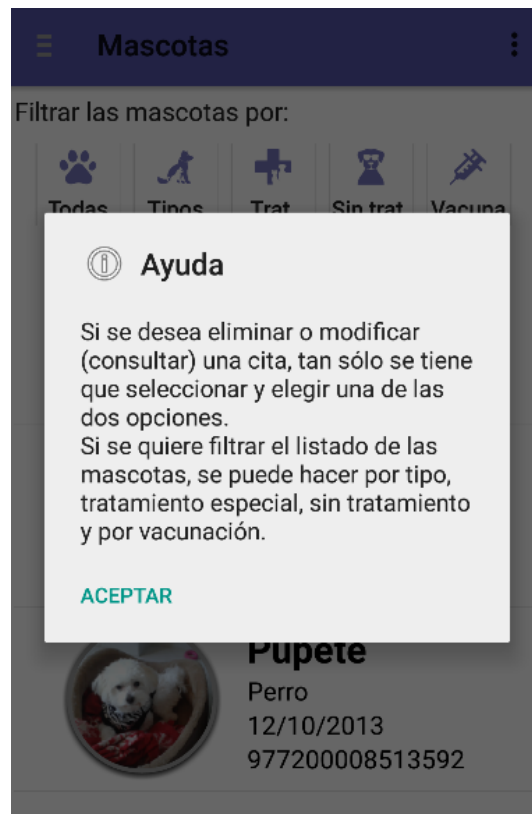 Mascotas
Filtrar las mascotas por:
Todas Tipos Trat. Sin trat. Vacuna
Ayuda
Si se desea eliminar o modificar
(consultar) una cita, tan sólo se tiene
que seleccionar y elegir una de las
dos opciones.
Si se quiere filtrar el listado de las
mascotas, se puede hacer por tipo,
tratamiento especial, sin tratamiento
y por vacunación.
ACEPTAR
Pupete
Perro
12/10/2013
977200008513592